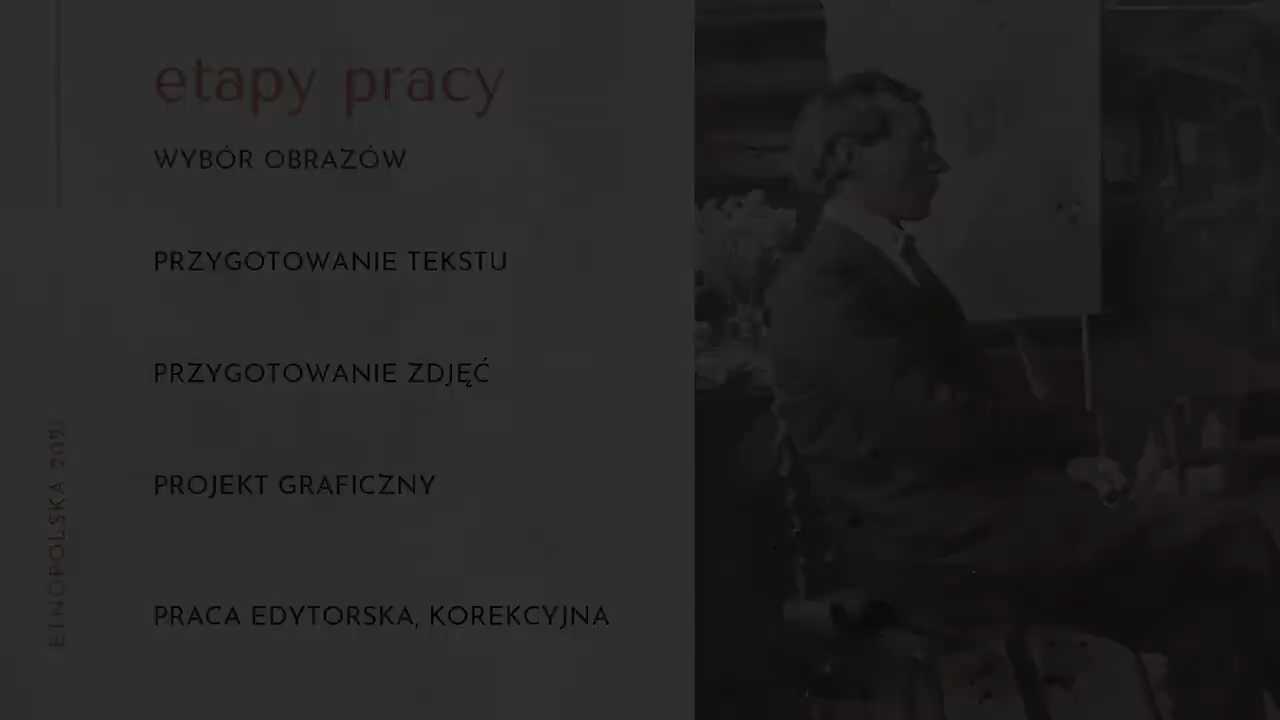 etapy pracy
WYBÓR OBRAZÓW
PRZYGOTOWANIE TEKSTU
PRZYGOTOWANIE ZDJĘĆ
PROJEKT GRAFICZNY
PRACA EDYTORSKA, KOREKCYJNA
ETNOPOLSKA 2021